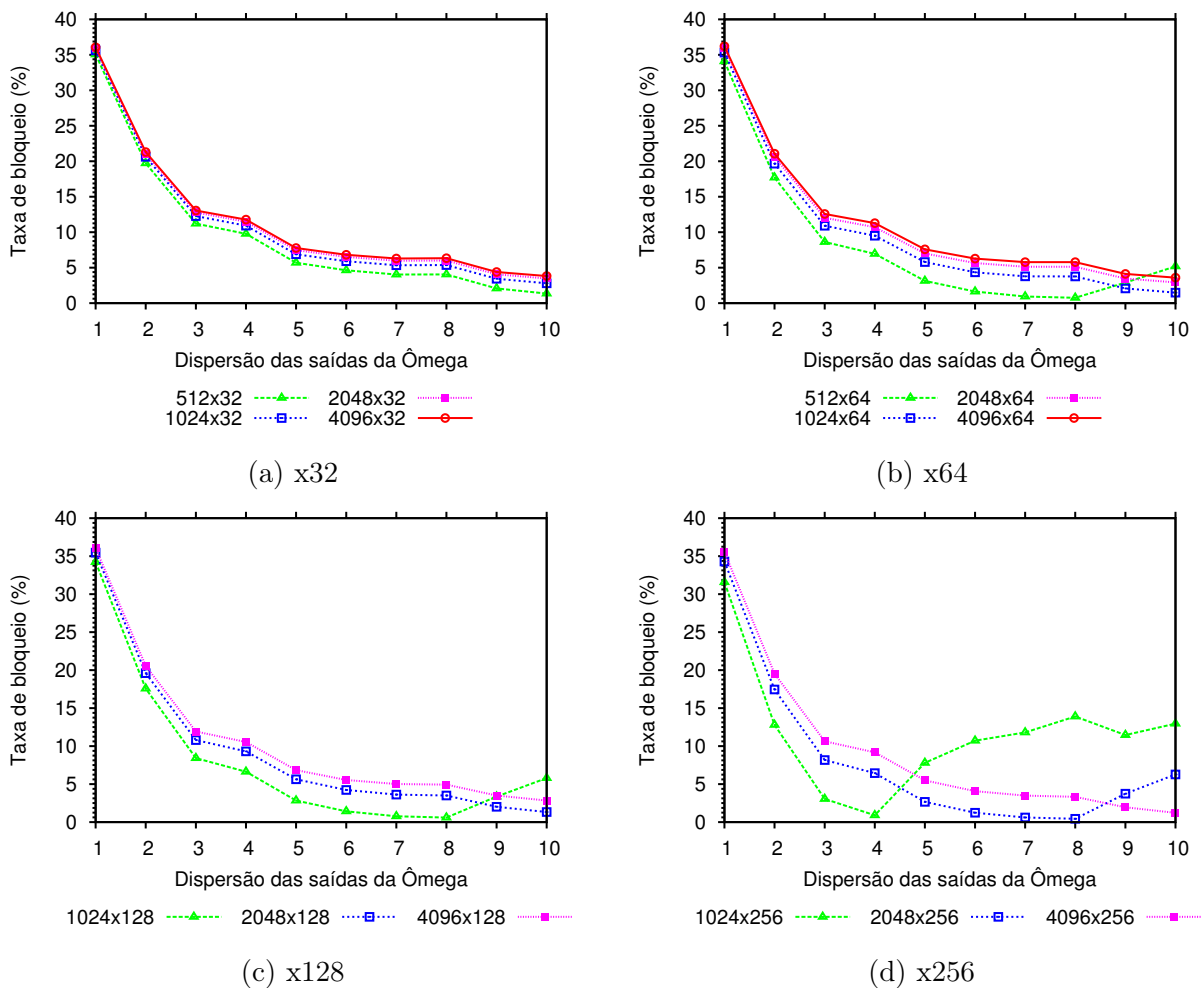 40
35
30
25
20
15
10
5
0
Taxa de bloqueio (%)
1 2 3 4 5 6 7 8 9 10
Dispersão das saídas da Ômega
512x32 2048x32
1024x32 4096x32
(a) x32
40
35
30
25
20
15
10
5
0
Taxa de bloqueio (%)
1 2 3 4 5 6 7 8 9 10
Dispersão das saídas da Ômega
512x64 2048x64
1024x64 4096x64
(b) x64
40
35
30
25
20
15
10
5
0
Taxa de bloqueio (%)
1 2 3 4 5 6 7 8 9 10
Dispersão das saídas da Ômega
1024x128 2048x128 4096x128
(c) x128
40
35
30
25
20
15
10
5
0
Taxa de bloqueio (%)
1 2 3 4 5 6 7 8 9 10
Dispersão das saídas da Ômega
1024x256 2048x256 4096x256
(d) x256